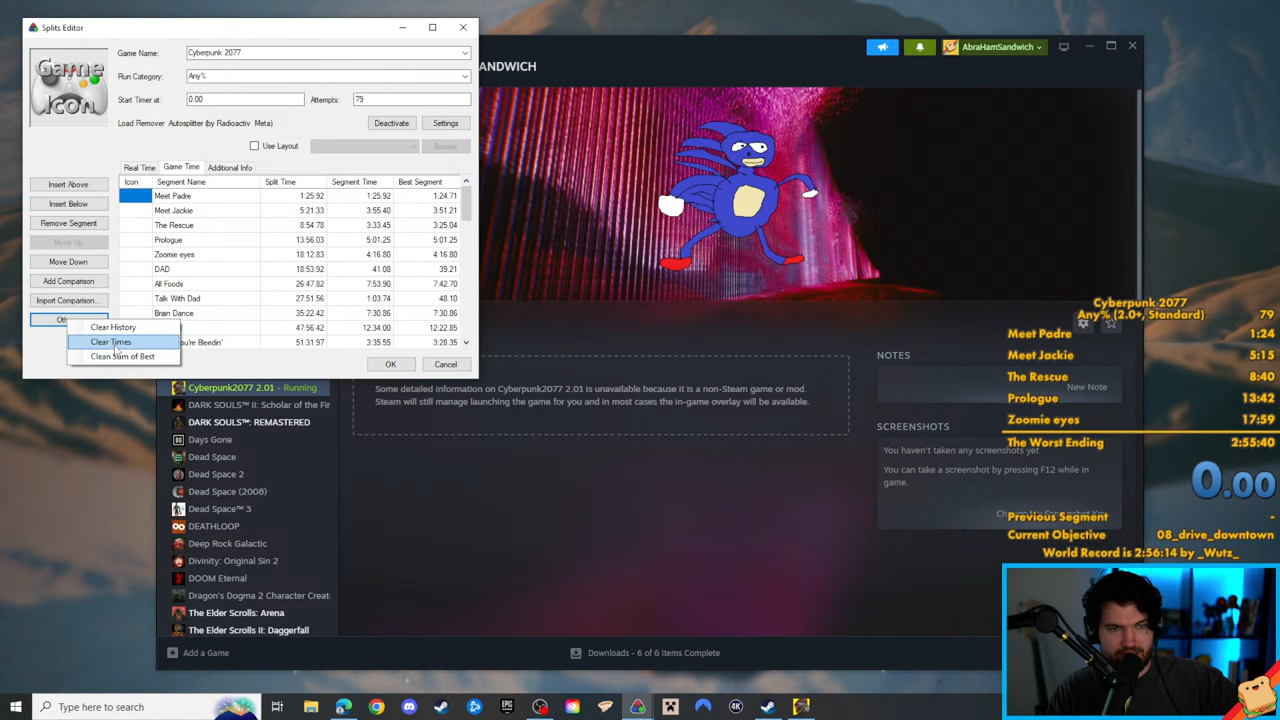 Splits Editor
Game Icon
Game Name:
Cyberpunk 2077
Run Category:
Any%
Start Timer at:
0.00
Attempts:
79
Load Remover Autosplitter (by Radioactiv Meta)
Deactivate
Settings
Use Layout
Browse...
Real Time
Game Time
Additional Info
Icon
Segment Name
Split Time
Segment Time
Best Segment
Meet Padre 1:25.92 1:25.92 1:24.71
Meet Jackie 5:21.33 3:55.40 3:51.21
The Rescue 8:54.78 3:33.45 3:25.04
Prologue 13:56.03 5:01.25 5:01.25
Zoomie eyes 18:12.83 4:16.80 4:16.80
DAD 18:53.92 41.08 39.21
All Foods 26:47.82 7:53.90 7:42.70
Talk With Dad 27:51.56 1:03.74 48.10
Brain Dance 35:22.42 7:30.86 7:30.86
47:56.42 12:34.00 12:22.85
ou're Bleedin' 51:31.97 3:35.55 3:28.35
Insert Above
Insert Below
Remove Segment
Move Up
Move Down
Add Comparison
Import Comparison...
Clear History
Clear Times
Clean Sum of Best
OK
Cancel
ANDWICH
AbraHamSandwich
Some detailed information on Cyberpunk2077 2.01 is unavailable because it is a non-Steam game or mod.
Steam will still manage launching the game for you and in most cases the in-game overlay will be available.
NOTES
New Note
SCREENSHOTS
You haven't taken any screenshots yet
You can take a screenshot by pressing F12 while in
game.
Cyberpunk2077 2.01 - Running
DARK SOULS™ II: Scholar of the Fir
DARK SOULS™: REMASTERED
Days Gone
Dead Space
Dead Space 2
Dead Space (2008)
Dead Space™ 3
DEATHLOOP
Deep Rock Galactic
Divinity: Original Sin 2
DOOM Eternal
Dragon's Dogma 2 Character Creat
The Elder Scrolls: Arena
The Elder Scrolls II: Daggerfall
Add a Game
Downloads - 6 of 6 Items Complete
Cyberpunk 2077
Any% (2.0+, Standard) 79
Meet Padre 1:24
Meet Jackie 5:15
The Rescue 8:40
Prologue 13:42
Zoomie eyes 17:59
The Worst Ending 2:55:40
0.00
Previous Segment -
Current Objective 08_drive_downtown
World Record is 2:56:14 by _Wutz_
Type here to search
EPIC GAMES
4K